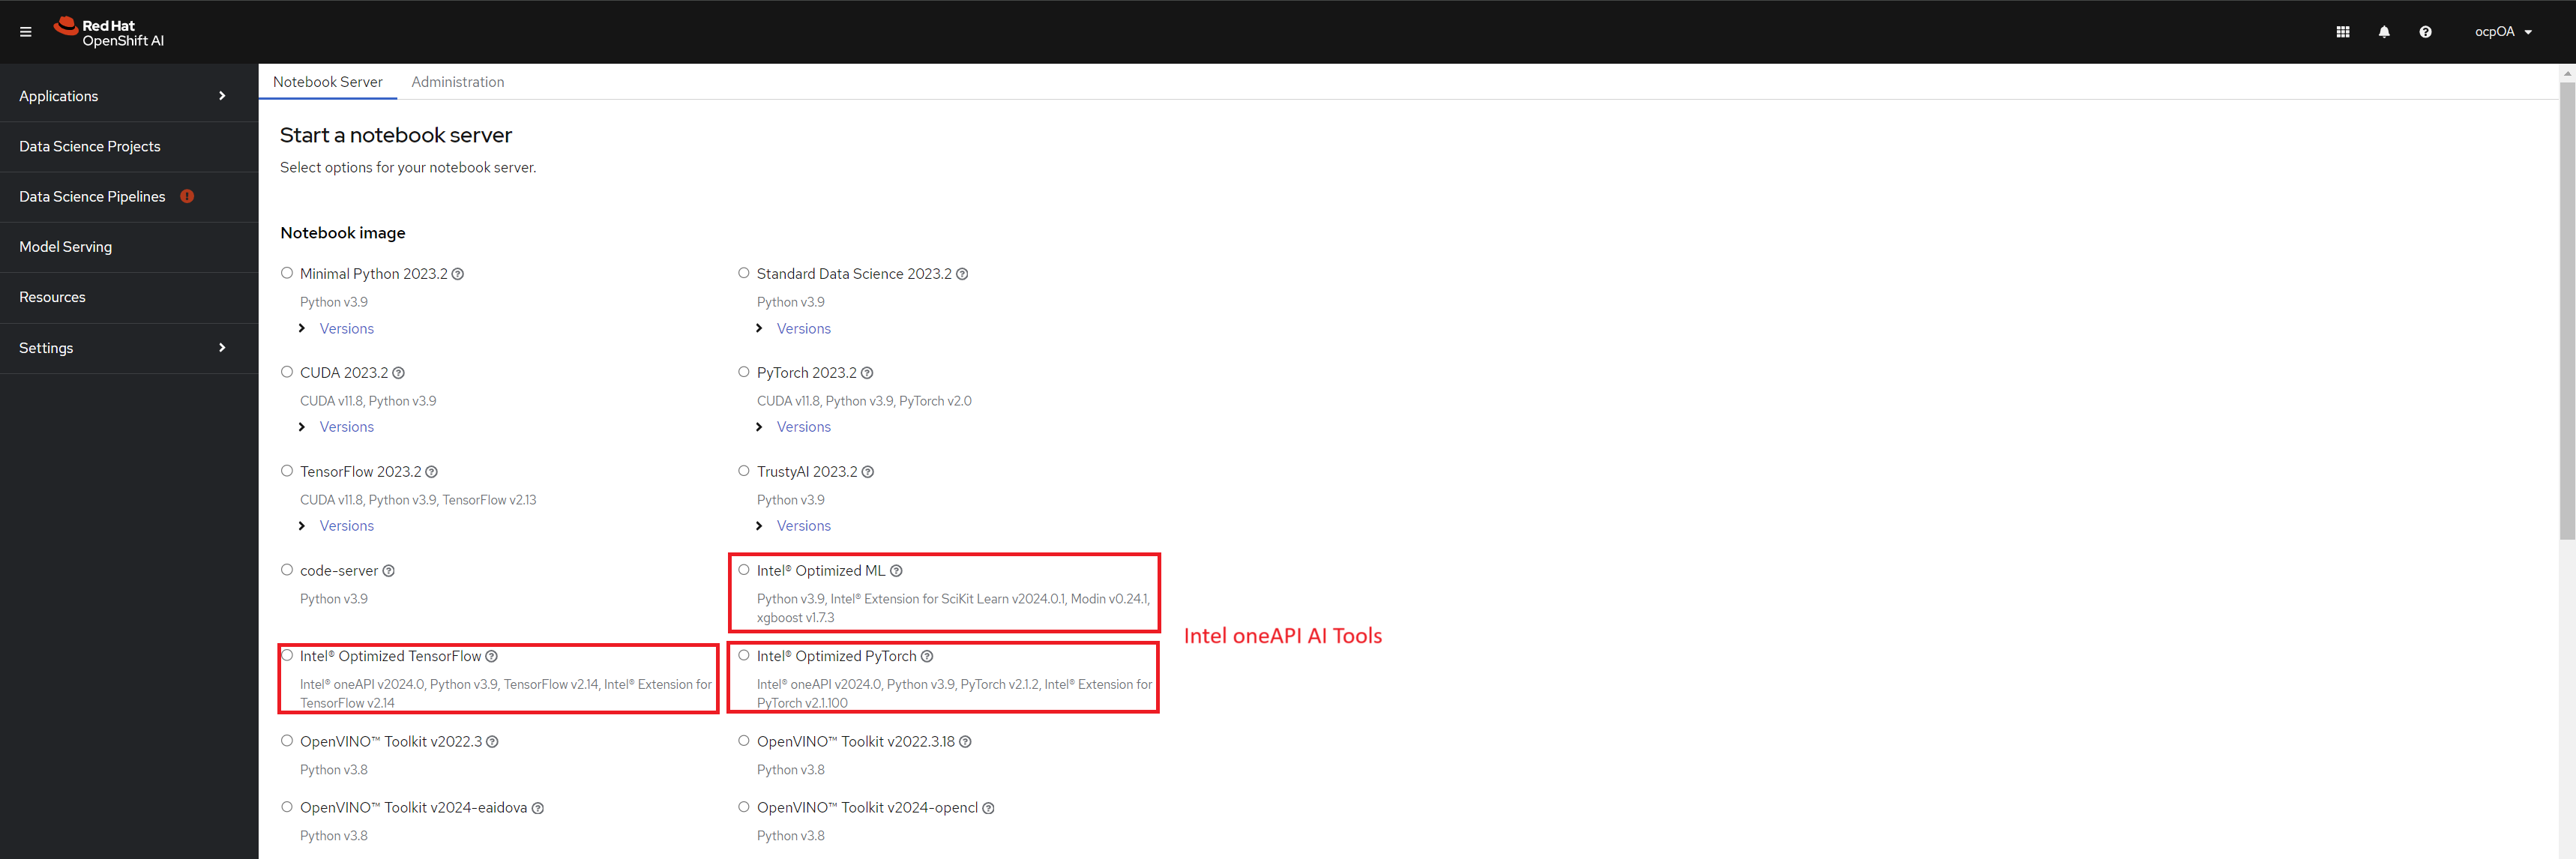 Red Hat
OpenShift AI
ocpOA
Applications
Data Science Projects
Data Science Pipelines
Model Serving
Resources
Settings
Notebook Server Administration
Start a notebook server
Select options for your notebook server.
Notebook image
Minimal Python 2023.2
Python v3.9
Versions
Standard Data Science 2023.2
Python v3.9
Versions
CUDA 2023.2
CUDA v11.8, Python v3.9
Versions
PyTorch 2023.2
CUDA v11.8, Python v3.9, PyTorch v2.0
Versions
TensorFlow 2023.2
CUDA v11.8, Python v3.9, TensorFlow v2.13
Versions
TrustyAI 2023.2
Python v3.9
Versions
code-server
Python v3.9
Intel® Optimized ML
Python v3.9, Intel® Extension for SciKit Learn v2024.0.1, Modin v0.24.1,
xgboost v1.7.3
Intel oneAPI AI Tools
Intel® Optimized TensorFlow
Intel® oneAPI v2024.0, Python v3.9, TensorFlow v2.14, Intel® Extension for
TensorFlow v2.14
Intel® Optimized PyTorch
Intel® oneAPI v2024.0, Python v3.9, PyTorch v2.1.2, Intel® Extension for
PyTorch v2.1.100
OpenVINO™ Toolkit v2022.3
Python v3.8
OpenVINO™ Toolkit v2022.3.18
Python v3.8
OpenVINO™ Toolkit v2024-eaidova
Python v3.8
OpenVINO™ Toolkit v2024-opencl
Python v3.8